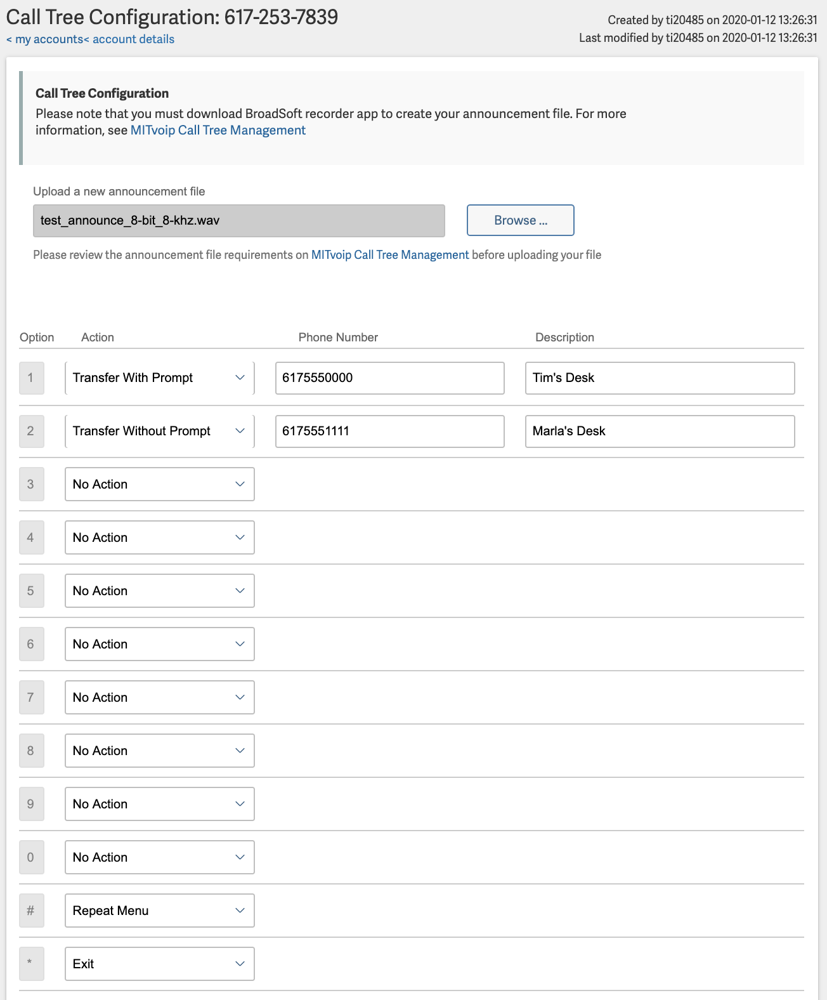 Call Tree Configuration: 617-253-7839
Created by ti20485 on 2020-01-12 13:26:31
< my accounts< account details
Last modified by ti20485 on 2020-01-12 13:26:31
Call Tree Configuration
Please note that you must download BroadSoft recorder app to create your announcement file. For more
information, see MITvoip Call Tree Management
Upload a new announcement file
test_announce_8-bit_8-khz.wav
Browse ...
Please review the announcement file requirements on MITvoip Call Tree Management before uploading your file
Option Action Phone Number Description
1 Transfer With Prompt 6175550000 Tim's Desk
2 Transfer Without Prompt 6175551111 Marla's Desk
3 No Action
4 No Action
5 No Action
6 No Action
7 No Action
8 No Action
9 No Action
0 No Action
# Repeat Menu
* Exit